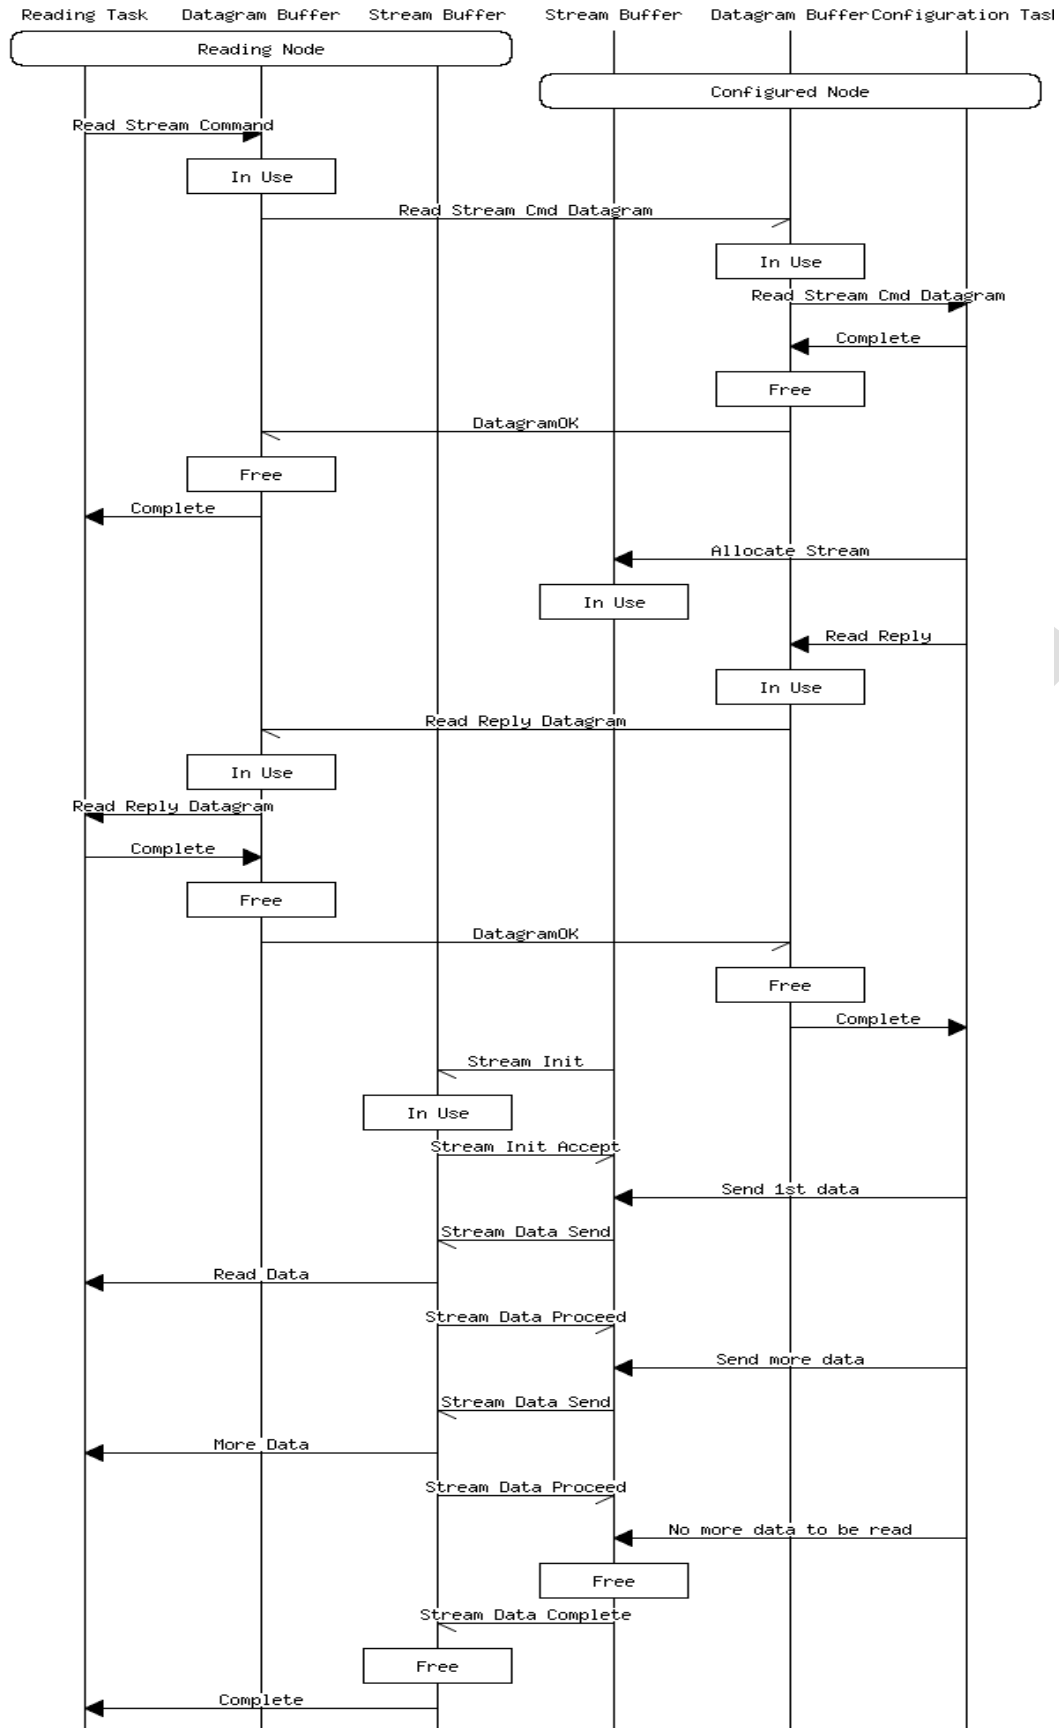 Reading Task Datagram Buffer Stream Buffer Stream Buffer Datagram Buffer Configuration Task
Reading Node
Configured Node
Read Stream Command
In Use
Read Stream Cmd Datagram
In Use
Read Stream Cmd Datagram
Complete
Free
DatagramOK
Free
Complete
Allocate Stream
In Use
Read Reply
In Use
Read Reply Datagram
In Use
Read Reply Datagram
Complete
Free
DatagramOK
Free
Complete
Stream Init
In Use
Stream Init Accept
Send 1st data
Stream Data Send
Read Data
Stream Data Proceed
Send more data
Stream Data Send
More Data
Stream Data Proceed
No more data to be read
Free
Stream Data Complete
Free
Complete